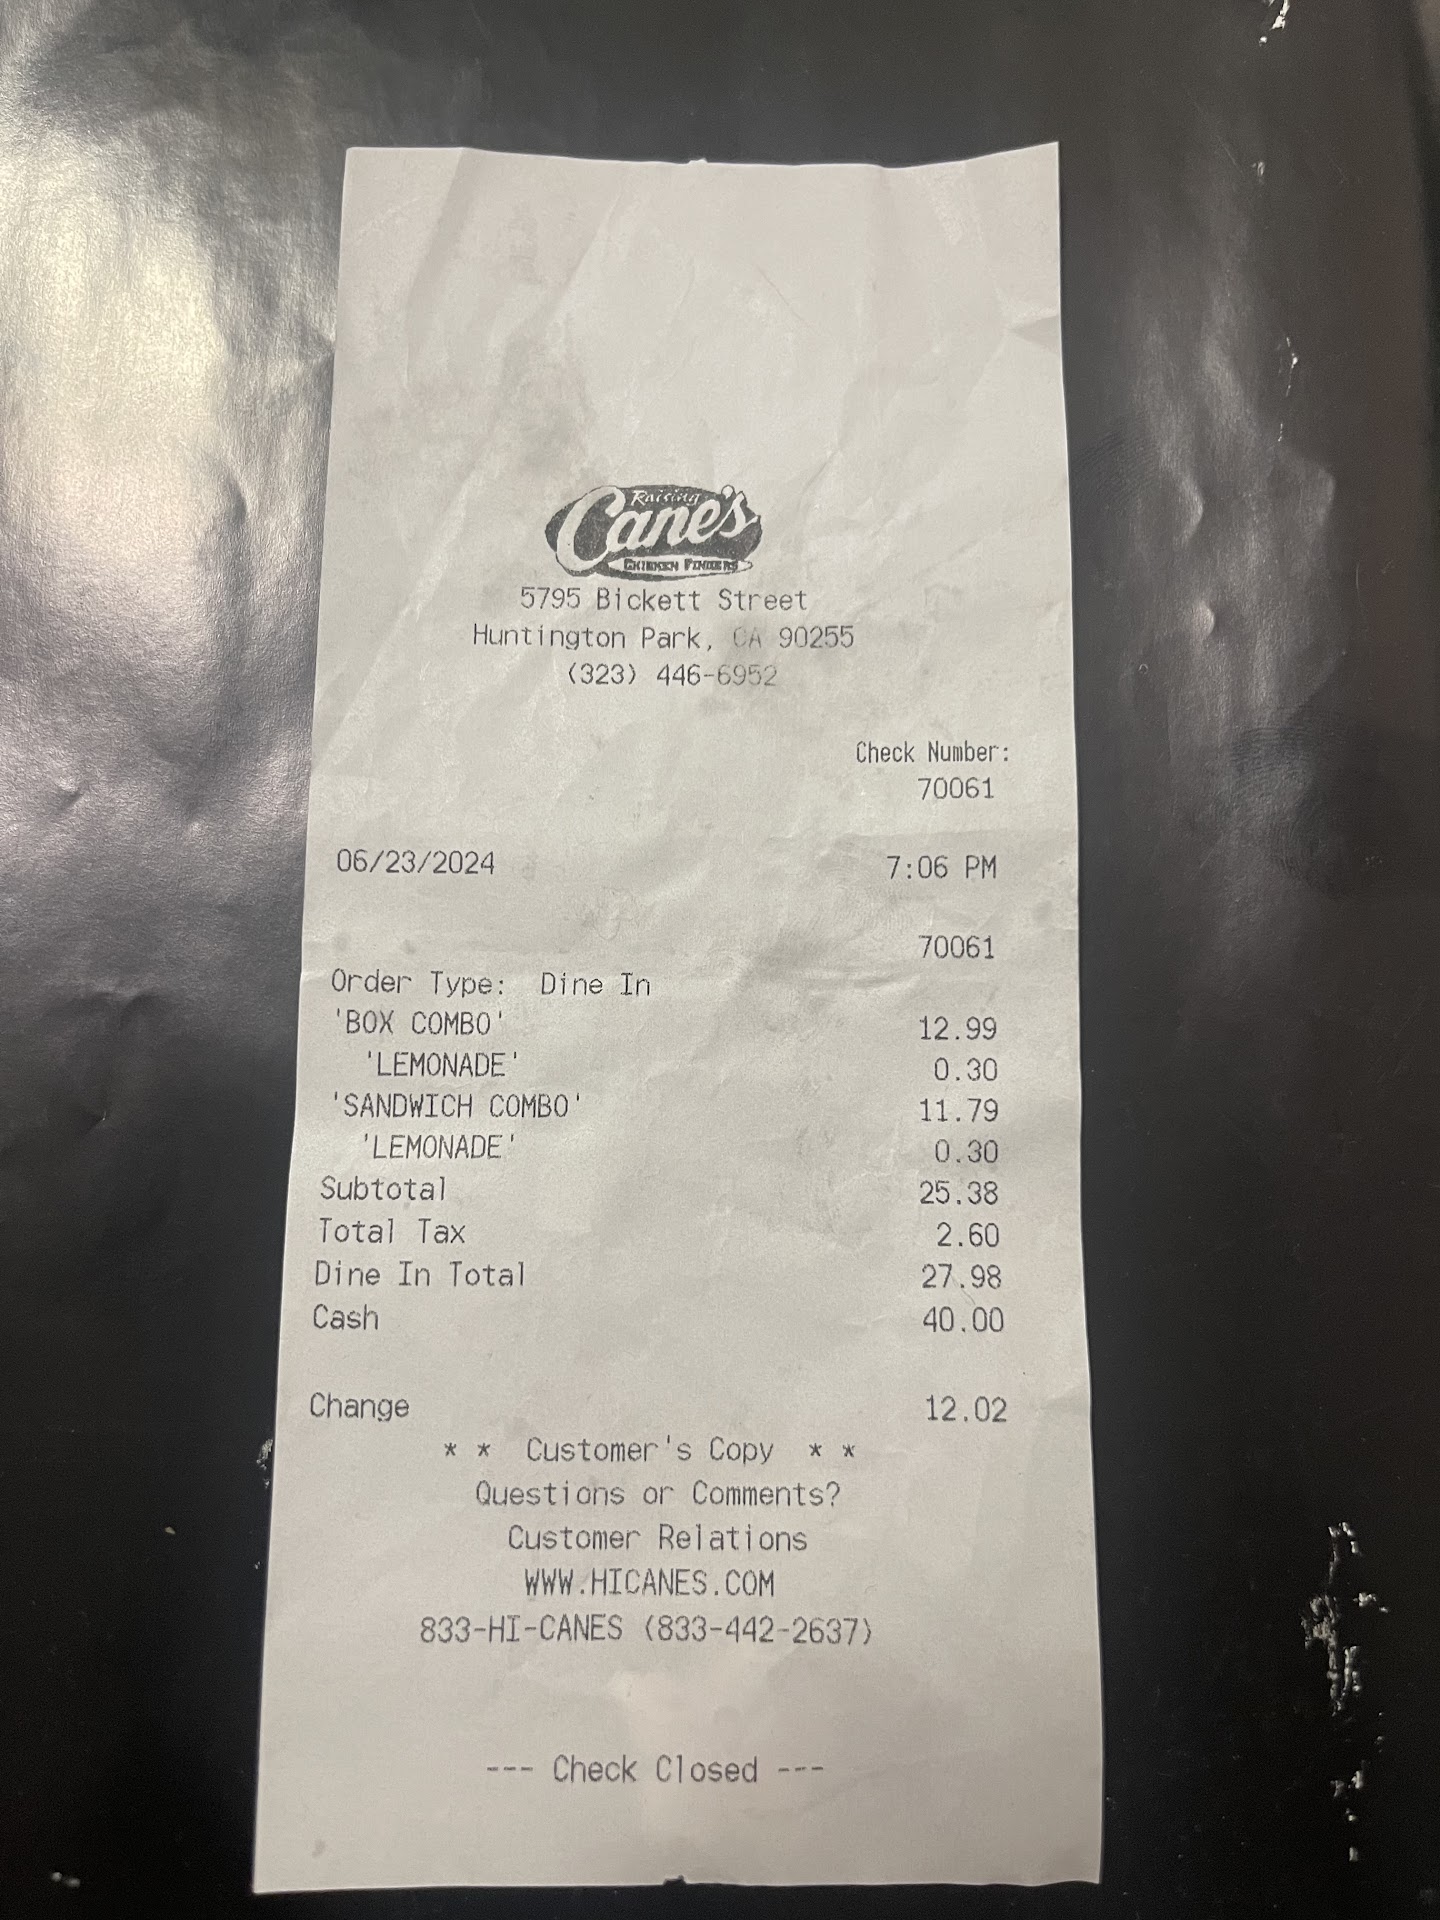 Raising
Cane's
CHICKEN FINGERS
5795 Bickett Street
Huntington Park, CA 90255
(323) 446-6952
Check Number:
70061
06/23/2024 7:06 PM
70061
Order Type: Dine In
'BOX COMBO' 12.99
'LEMONADE' 0.30
'SANDWICH COMBO' 11.79
'LEMONADE' 0.30
Subtotal 25.38
Total Tax 2.60
Dine In Total 27.98
Cash 40.00
Change 12.02
* * Customer's Copy * *
Questions or Comments?
Customer Relations
WWW.HICANES.COM
833-HI-CANES (833-442-2637)
--- Check Closed ---